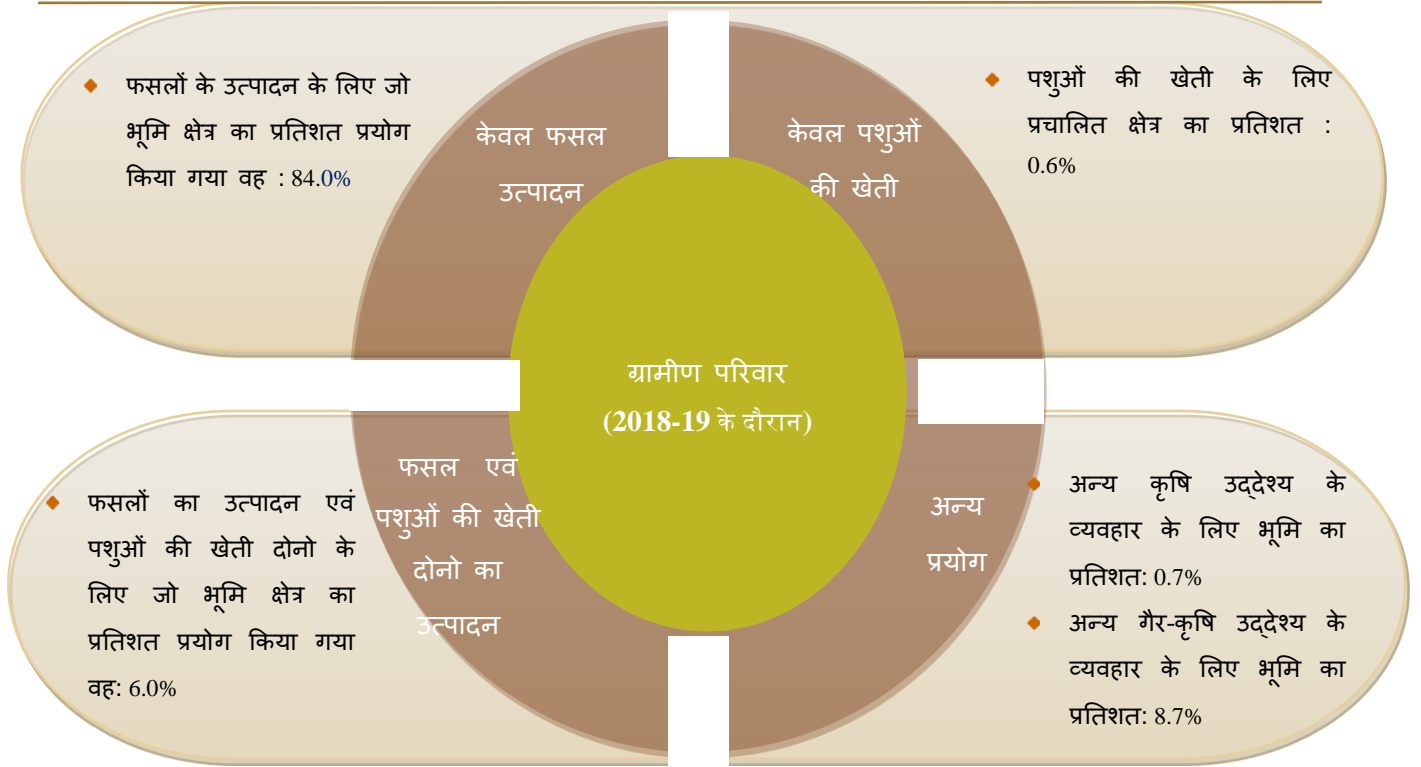 फसलों के उत्पादन के लिए जो
भूमि क्षेत्र का प्रतिशत प्रयोग
किया गया वह : 84.0%
केवल फसल
उत्पादन
केवल पशुओं
की खेती
पशुओं की खेती के लिए
प्रचालित क्षेत्र का प्रतिशत :
0.6%
ग्रामीण परिवार
(2018-19 के दौरान)
फसलों का उत्पादन एवं
पशुओं की खेती दोनो के
लिए जो भूमि क्षेत्र का
प्रतिशत प्रयोग किया गया
वह: 6.0%
फसल एवं
पशुओं की खेती
दोनो का
उत्पादन
अन्य
प्रयोग
अन्य कृषि उद्देश्य के
व्यवहार के लिए भूमि का
प्रतिशत: 0.7%
अन्य गैर-कृषि उद्देश्य के
व्यवहार के लिए भूमि का
प्रतिशत: 8.7%